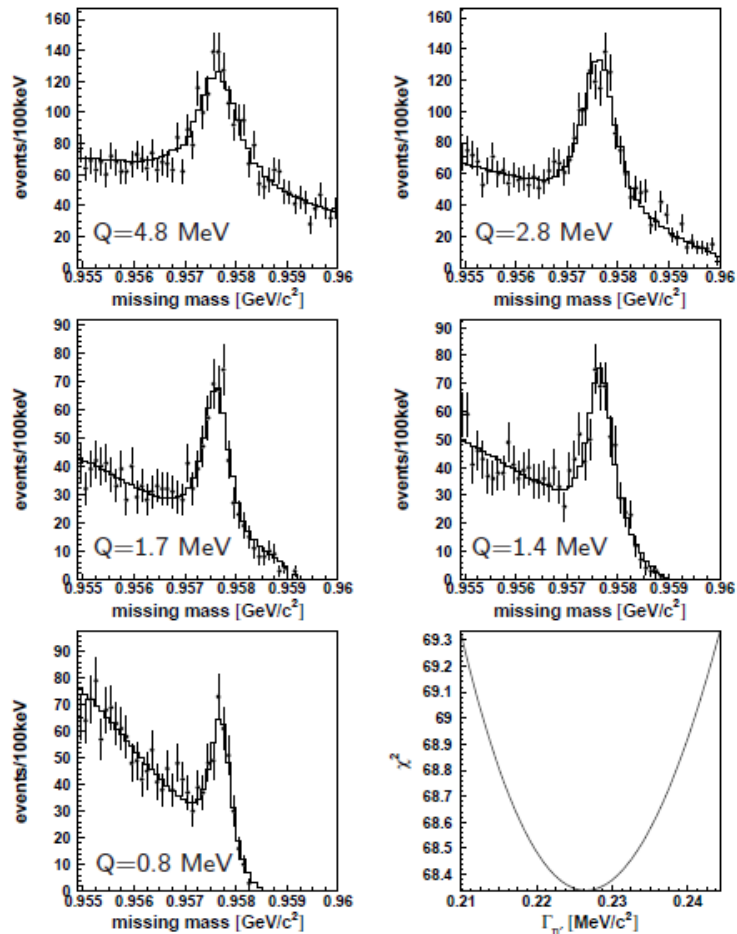 events/100keV
160
140
120
100
80
60
40
20
0
Q=4.8 MeV
0.955 0.956 0.957 0.958 0.959 0.96
missing mass [GeV/c²]
events/100keV
160
140
120
100
80
60
40
20
0
Q=2.8 MeV
0.955 0.956 0.957 0.958 0.959 0.96
missing mass [GeV/c²]
events/100keV
90
80
70
60
50
40
30
20
10
0
Q=1.7 MeV
0.955 0.956 0.957 0.958 0.959 0.96
missing mass [GeV/c²]
events/100keV
90
80
70
60
50
40
30
20
10
0
Q=1.4 MeV
0.955 0.956 0.957 0.958 0.959 0.96
missing mass [GeV/c²]
events/100keV
90
80
70
60
50
40
30
20
10
0
Q=0.8 MeV
0.955 0.956 0.957 0.958 0.959 0.96
missing mass [GeV/c²]
χ²
69.3
69.2
69.1
69
68.9
68.8
68.7
68.6
68.5
68.4
0.21 0.22 0.23 0.24
Γη′ [MeV/c²]